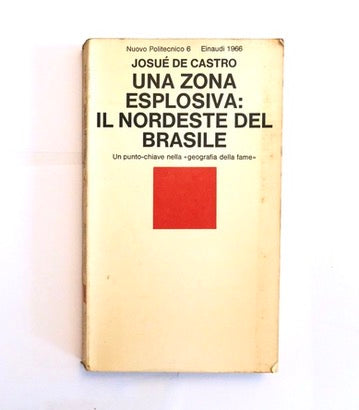 Nuovo Politecnico 6 Einaudi 1966
JOSUÉ DE CASTRO
UNA ZONA
ESPLOSIVA:
IL NORDESTE DEL
BRASILE
Un punto-chiave nella «geografia della fame»